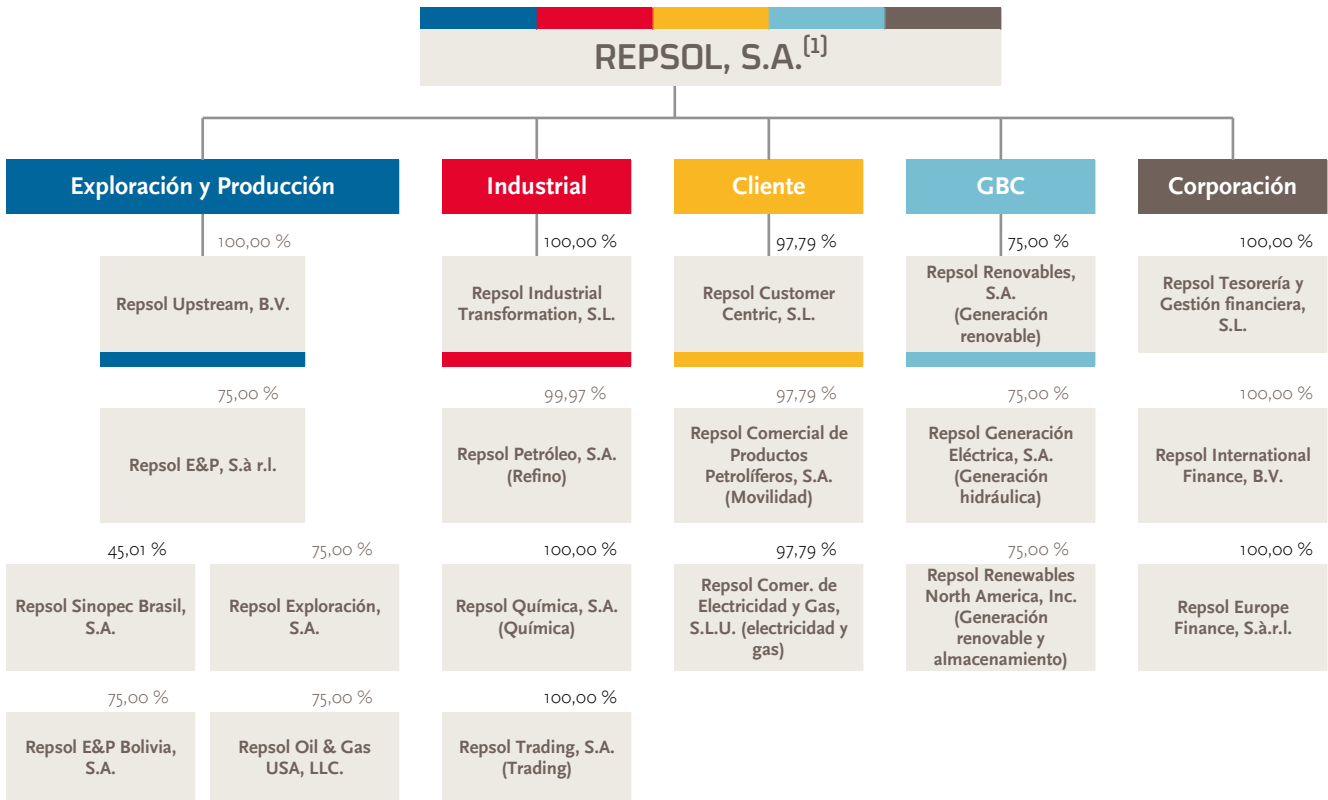 REPSOL, S.A.[1]
Exploración y Producción
Industrial
Cliente
GBC
Corporación
100,00 %
100,00 %
97,79 %
75,00 %
100,00 %
Repsol Upstream, B.V.
Repsol Industrial
Transformation, S.L.
Repsol Customer
Centric, S.L.
Repsol Renovables,
S.A.
(Generación
renovable)
Repsol Tesorería y
Gestión financiera,
S.L.
75,00 %
99,97 %
97,79 %
75,00 %
100,00 %
Repsol E&P, S.à r.l.
Repsol Petróleo, S.A.
(Refino)
Repsol Comercial de
Productos
Petrolíferos, S.A.
(Movilidad)
Repsol Generación
Eléctrica, S.A.
(Generación
hidráulica)
Repsol International
Finance, B.V.
45,01 %
75,00 %
100,00 %
97,79 %
75,00 %
100,00 %
Repsol Sinopec Brasil,
S.A.
Repsol Exploración,
S.A.
Repsol Química, S.A.
(Química)
Repsol Comer. de
Electricidad y Gas,
S.L.U. (electricidad y
gas)
Repsol Renewables
North America, Inc.
(Generación
renovable y
almacenamiento)
Repsol Europe
Finance, S.à.r.l.
75,00 %
75,00 %
100,00 %
Repsol E&P Bolivia,
S.A.
Repsol Oil & Gas
USA, LLC.
Repsol Trading, S.A.
(Trading)